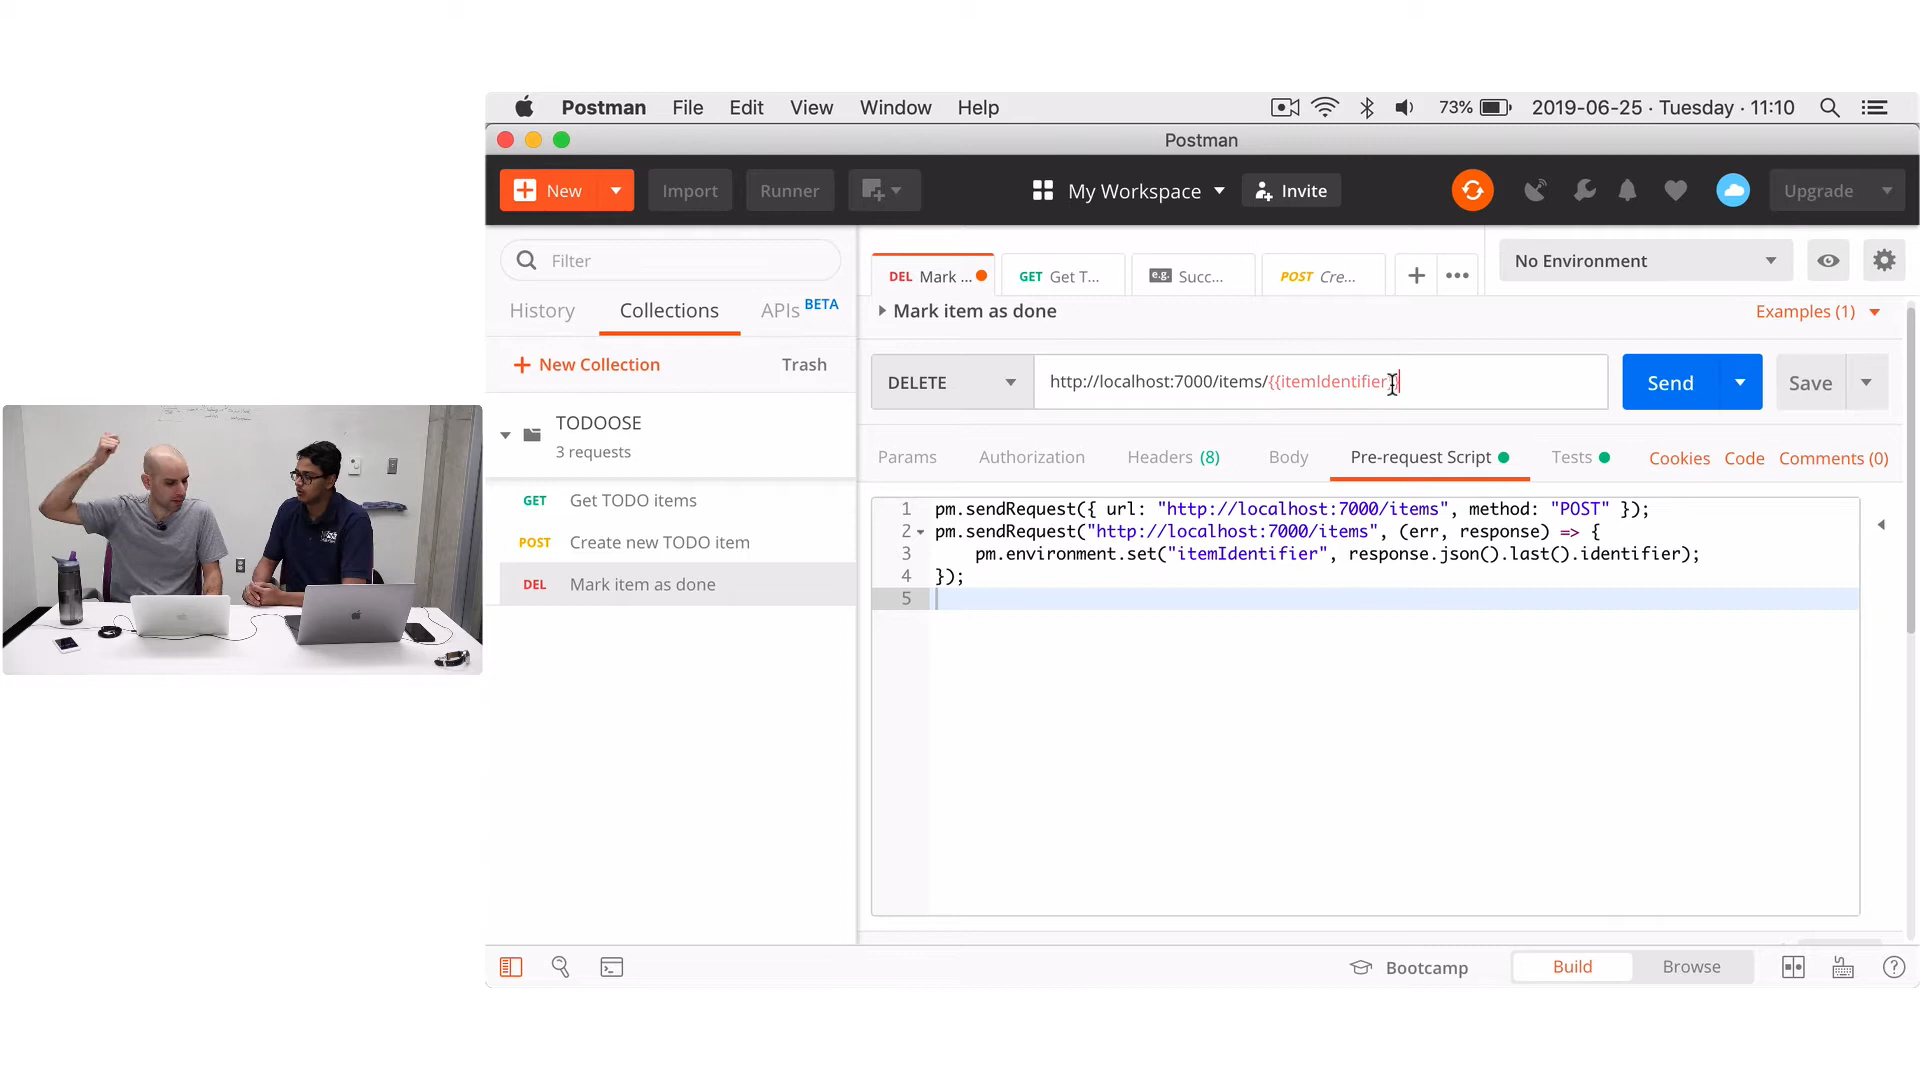 Postman File Edit View Window Help 73% 2019-06-25 · Tuesday · 11:10
Postman
New Import Runner My Workspace Invite Upgrade
Filter
History Collections APIs BETA
+ New Collection Trash
TODOOSE
3 requests
GET Get TODO items
POST Create new TODO item
DEL Mark item as done
DEL Mark ... GET Get T... e.g. Succ... POST Cre... + ••• No Environment
Mark item as done Examples (1)
DELETE http://localhost:7000/items/{{itemIdentifier}} Send Save
Params Authorization Headers (8) Body Pre-request Script Tests Cookies Code Comments (0)
1 pm.sendRequest({ url: "http://localhost:7000/items", method: "POST" });
2 pm.sendRequest("http://localhost:7000/items", (err, response) => {
3 pm.environment.set("itemIdentifier", response.json().last().identifier);
4 });
5
Bootcamp Build Browse